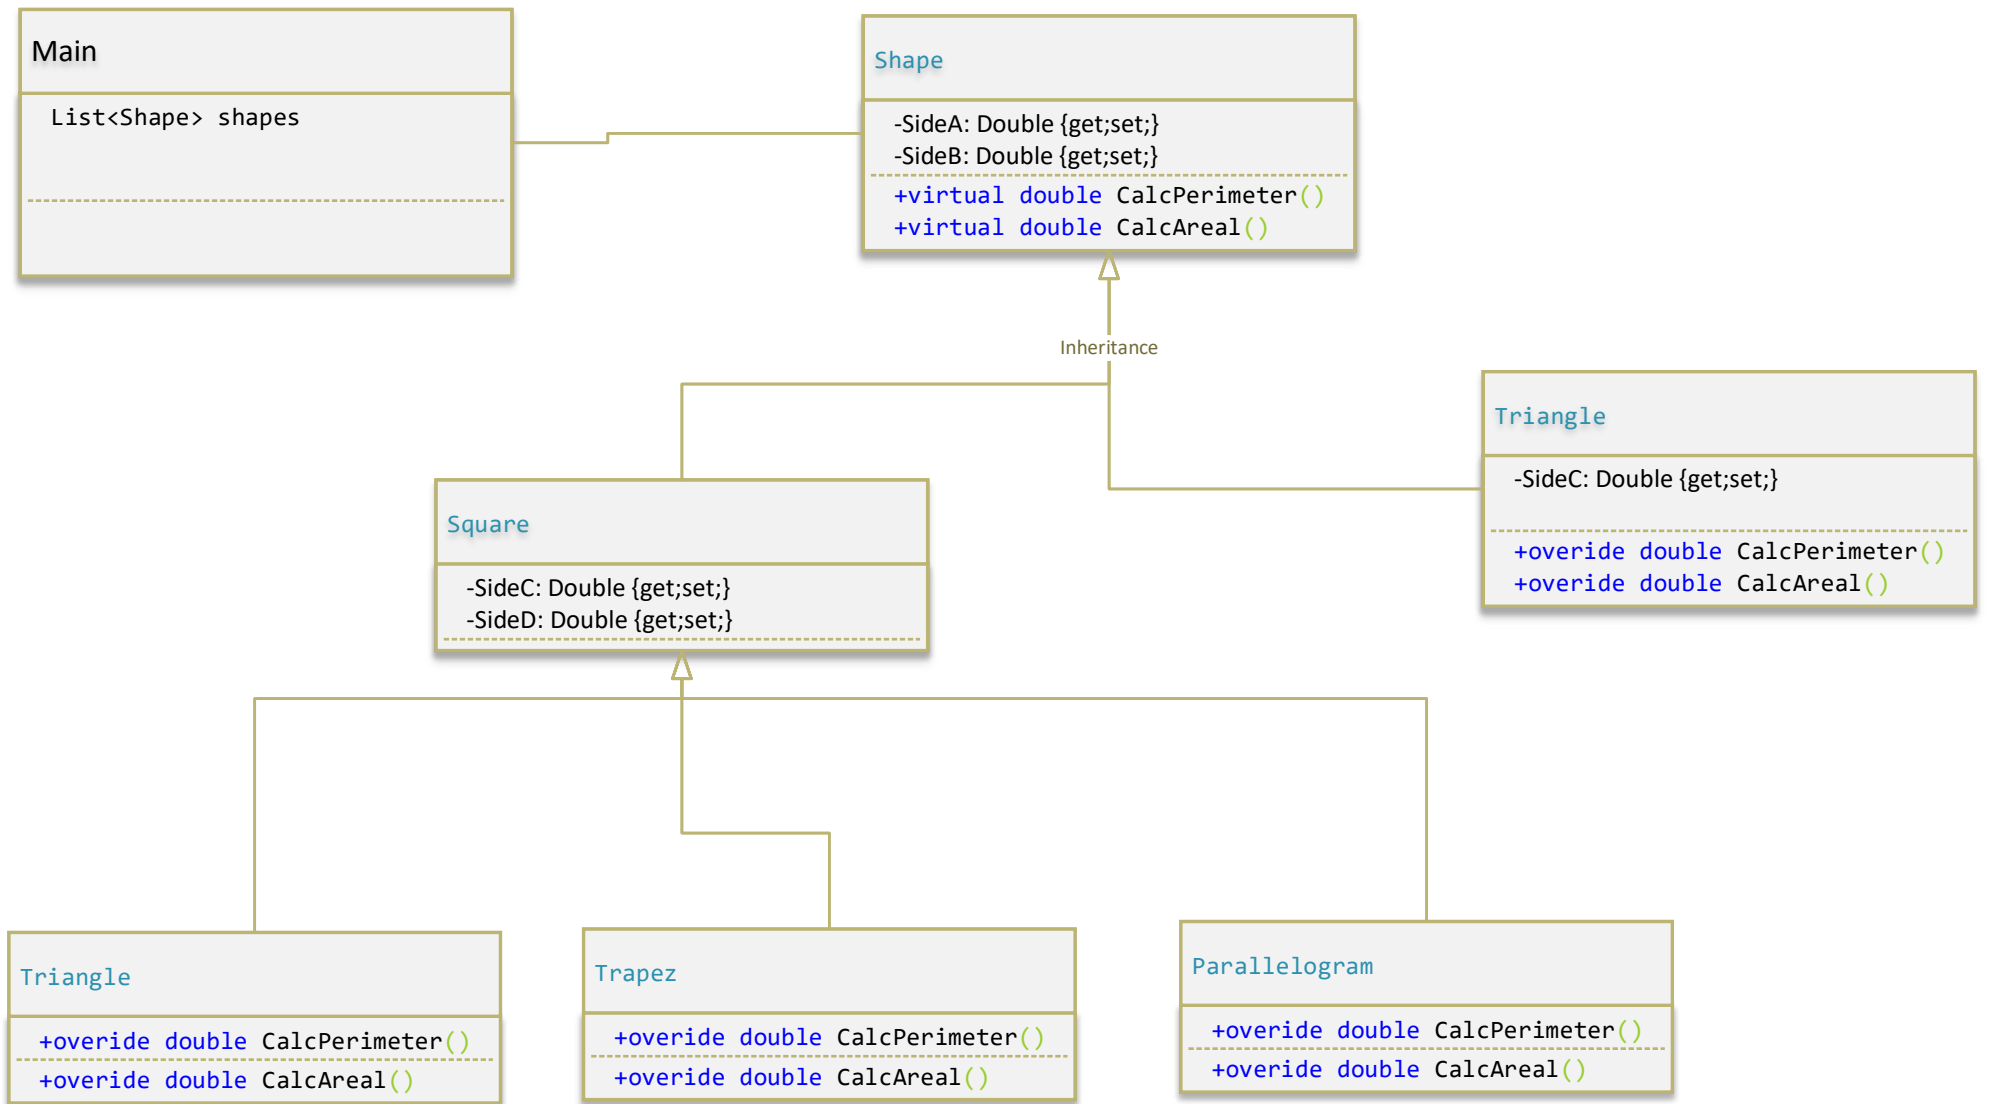 Main
List<Shape> shapes
Shape
-SideA: Double {get;set;}
-SideB: Double {get;set;}
+virtual double CalcPerimeter()
+virtual double CalcAreal()
Inheritance
Triangle
-SideC: Double {get;set;}
+overide double CalcPerimeter()
+overide double CalcAreal()
Square
-SideC: Double {get;set;}
-SideD: Double {get;set;}
Triangle
+overide double CalcPerimeter()
+overide double CalcAreal()
Trapez
+overide double CalcPerimeter()
+overide double CalcAreal()
Parallelogram
+overide double CalcPerimeter()
+overide double CalcAreal()